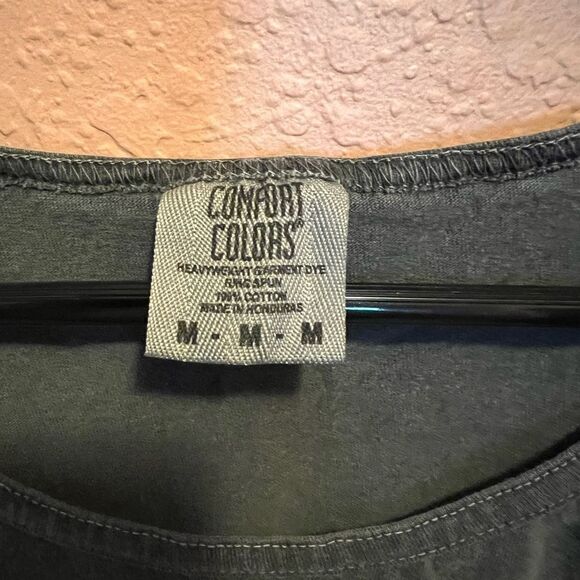 COMFORT
COLORS®
HEAVYWEIGHT GARMENT DYE
RING SPUN
100% COTTON
MADE IN HONDURAS
M - M - M